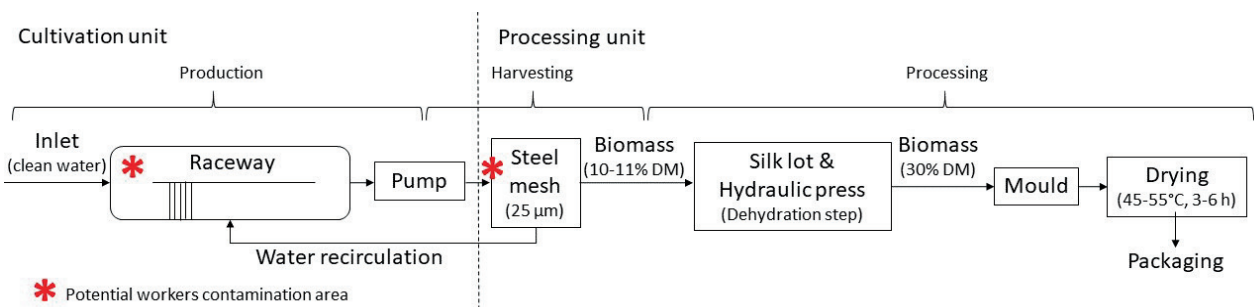 Cultivation unit
Processing unit
Production
Harvesting
Processing
Inlet
(clean water)
Raceway
Pump
Steel
mesh
(25 µm)
Biomass
(10-11% DM)
Silk lot &
Hydraulic press
(Dehydration step)
Biomass
(30% DM)
Mould
Drying
(45-55°C, 3-6 h)
Water recirculation
Packaging
Potential workers contamination area